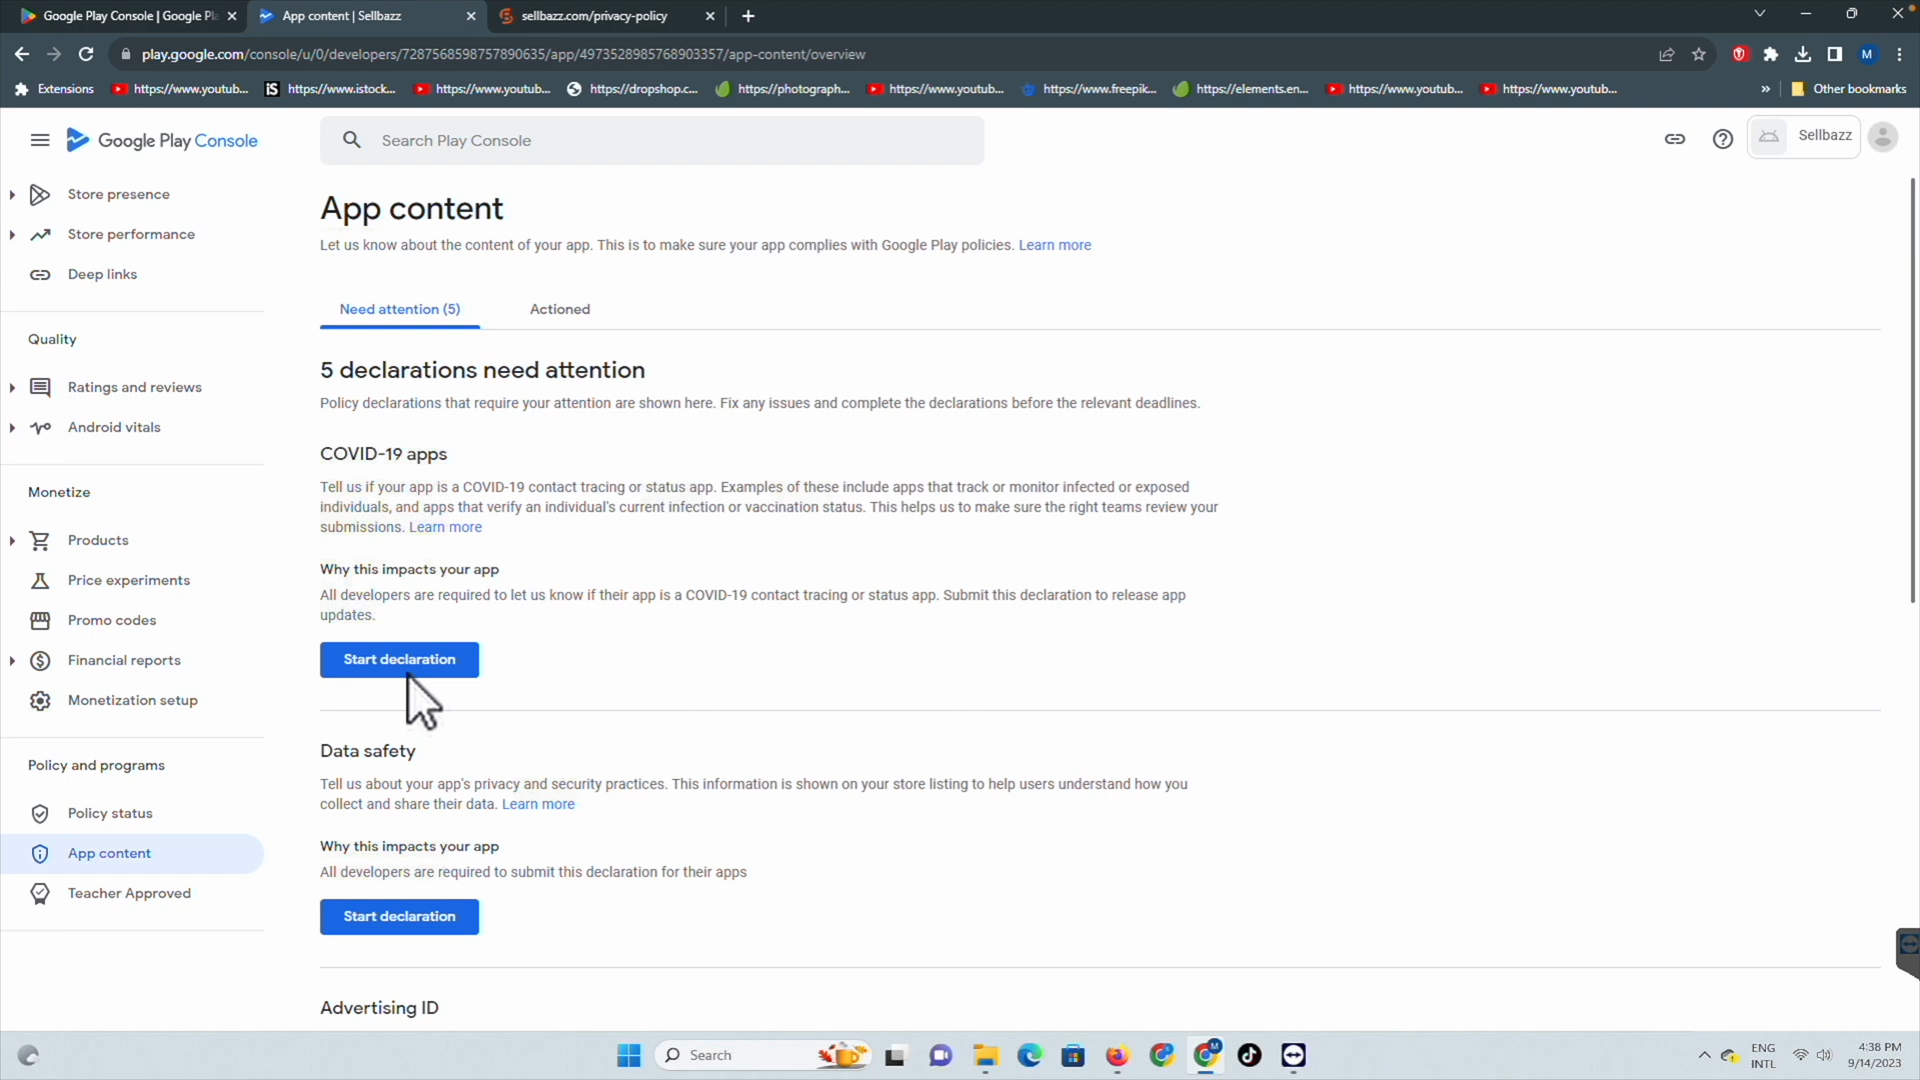 Google Play Console | Google Pla
App content | Sellbazz
sellbazz.com/privacy-policy
play.google.com/console/u/0/developers/7287568598757890635/app/4973528985768903357/app-content/overview
M
Extensions
https://www.youtub...
iS
https://www.istock...
https://www.youtub...
https://dropshop.c...
https://photograph...
https://www.youtub...
https://www.freepik...
https://elements.en...
https://www.youtub...
https://www.youtub...
»
Other bookmarks
Google Play Console
Search Play Console
Sellbazz
Store presence
Store performance
Deep links
Quality
Ratings and reviews
Android vitals
Monetize
Products
Price experiments
Promo codes
Financial reports
Monetization setup
Policy and programs
Policy status
App content
Teacher Approved
App content
Let us know about the content of your app. This is to make sure your app complies with Google Play policies. Learn more
Need attention (5)
Actioned
5 declarations need attention
Policy declarations that require your attention are shown here. Fix any issues and complete the declarations before the relevant deadlines.
COVID-19 apps
Tell us if your app is a COVID-19 contact tracing or status app. Examples of these include apps that track or monitor infected or exposed
individuals, and apps that verify an individual's current infection or vaccination status. This helps us to make sure the right teams review your
submissions. Learn more
Why this impacts your app
All developers are required to let us know if their app is a COVID-19 contact tracing or status app. Submit this declaration to release app
updates.
Start declaration
Data safety
Tell us about your app's privacy and security practices. This information is shown on your store listing to help users understand how you
collect and share their data. Learn more
Why this impacts your app
All developers are required to submit this declaration for their apps
Start declaration
Advertising ID
Search
M
ENG
INTL
4:38 PM
9/14/2023